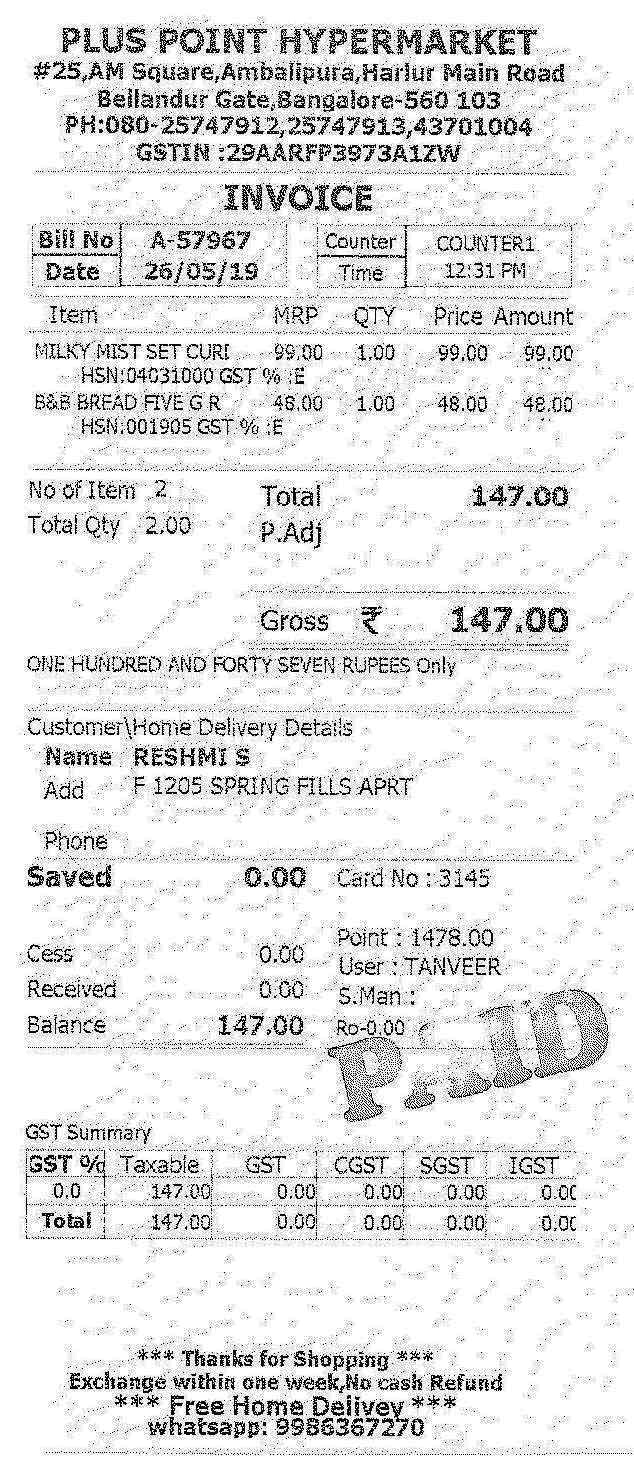 PLUS POINT HYPERMARKET
#25,AM Square,Ambalipura,Harlur Main Road
Bellandur Gate,Bangalore-560 103
PH:080-25747912,25747913,43701004
GSTIN :29AARFP3973A1ZW
INVOICE
Bill No A-57967 Counter COUNTER1
Date 26/05/19 Time 12:31 PM
Item MRP QTY Price Amount
MILKY MIST SET CURI 99.00 1.00 99.00 99.00
HSN:04031000 GST % :E
B&B BREAD FIVE G R 48.00 1.00 48.00 48.00
HSN:001905 GST % :E
No of Item 2 Total 147.00
Total Qty 2.00 P.Adj
Gross ₹ 147.00
ONE HUNDRED AND FORTY SEVEN RUPEES Only
Customer\Home Delivery Details
Name RESHMI S
Add F 1205 SPRING FILLS APRT
Phone
Saved 0.00 Card No : 3145
Point : 1478.00
Cess 0.00
User : TANVEER
Received 0.00 S.Man :
Balance 147.00 Ro-0.00
PAID
GST Summary
GST % Taxable GST CGST SGST IGST
0.0 147.00 0.00 0.00 0.00 0.00
Total 147.00 0.00 0.00 0.00 0.00
*** Thanks for Shopping ***
Exchange within one week,No cash Refund
*** Free Home Delivey ***
whatsapp: 9986367270